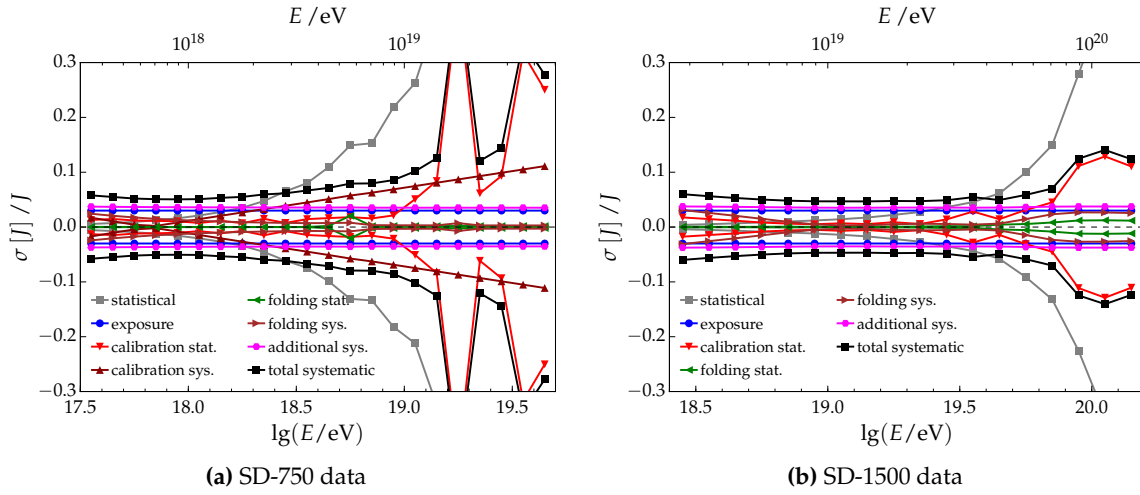 E /eV
10^18 10^19
0.3
0.2
0.1
0.0
−0.1
−0.2
−0.3
σ [J] /J
statistical
exposure
calibration stat.
calibration sys.
folding stat.
folding sys.
additional sys.
total systematic
17.5 18.0 18.5 19.0 19.5
lg(E/eV)
(a) SD-750 data
E /eV
10^19 10^20
0.3
0.2
0.1
0.0
−0.1
−0.2
−0.3
σ [J] /J
statistical
exposure
calibration stat.
folding stat.
folding sys.
additional sys.
total systematic
18.5 19.0 19.5 20.0
lg(E/eV)
(b) SD-1500 data